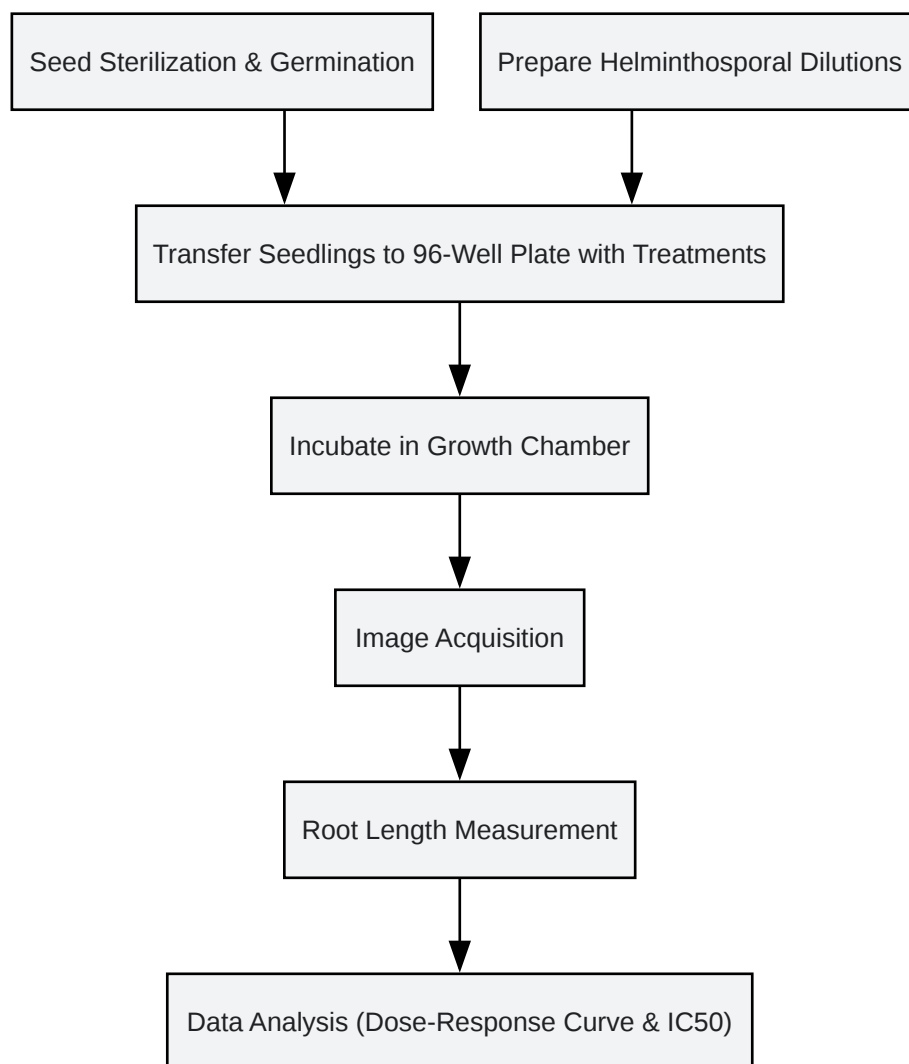 Seed Sterilization & Germination
Prepare Helminthosporal Dilutions
Transfer Seedlings to 96-Well Plate with Treatments
Incubate in Growth Chamber
Image Acquisition
Root Length Measurement
Data Analysis (Dose-Response Curve & IC50)